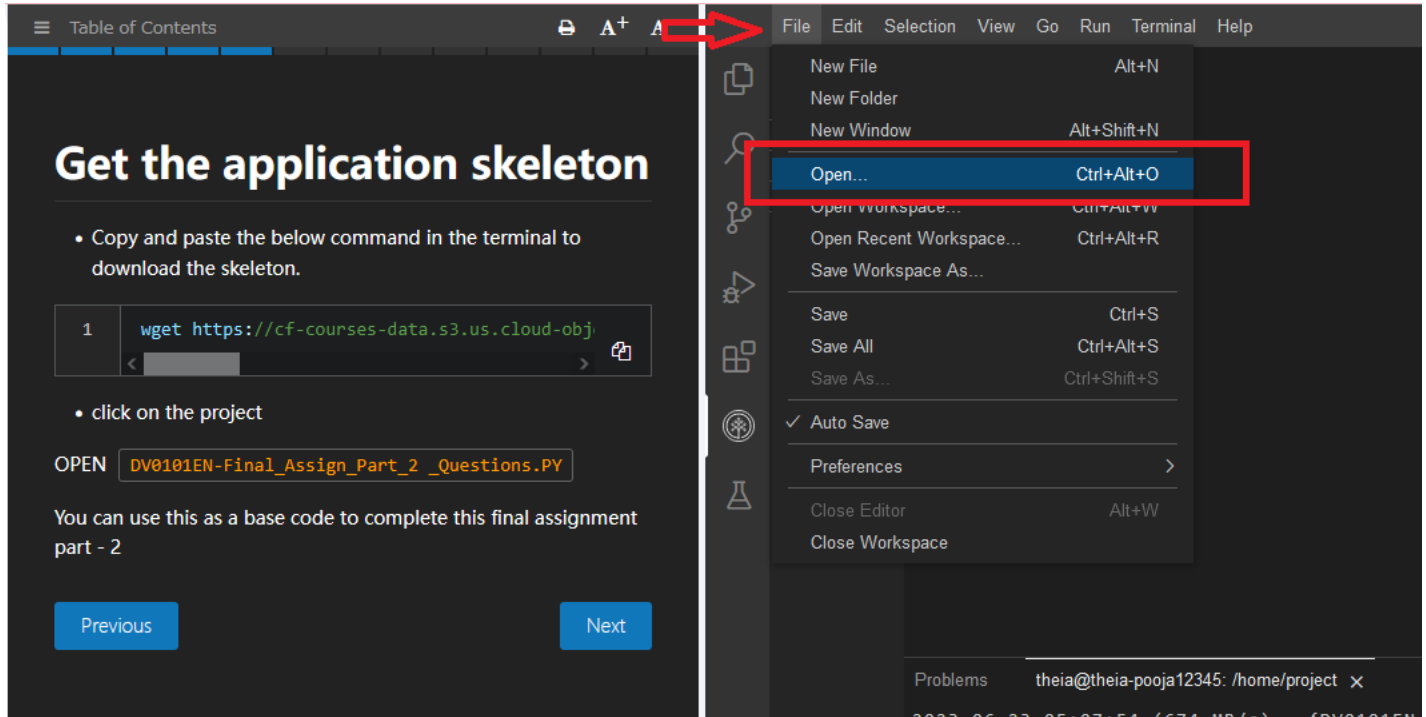 Table of Contents
A+ A
Get the application skeleton
Copy and paste the below command in the terminal to
download the skeleton.
1 wget https://cf-courses-data.s3.us.cloud-obj
click on the project
OPEN DV0101EN-Final_Assign_Part_2 _Questions.PY
You can use this as a base code to complete this final assignment
part - 2
Previous Next
File Edit Selection View Go Run Terminal Help
New File Alt+N
New Folder
New Window Alt+Shift+N
Open... Ctrl+Alt+O
Open Workspace... Ctrl+Alt+W
Open Recent Workspace... Ctrl+Alt+R
Save Workspace As...
Save Ctrl+S
Save All Ctrl+Alt+S
Save As... Ctrl+Shift+S
Auto Save
Preferences
Close Editor Alt+W
Close Workspace
Problems theia@theia-pooja12345: /home/project